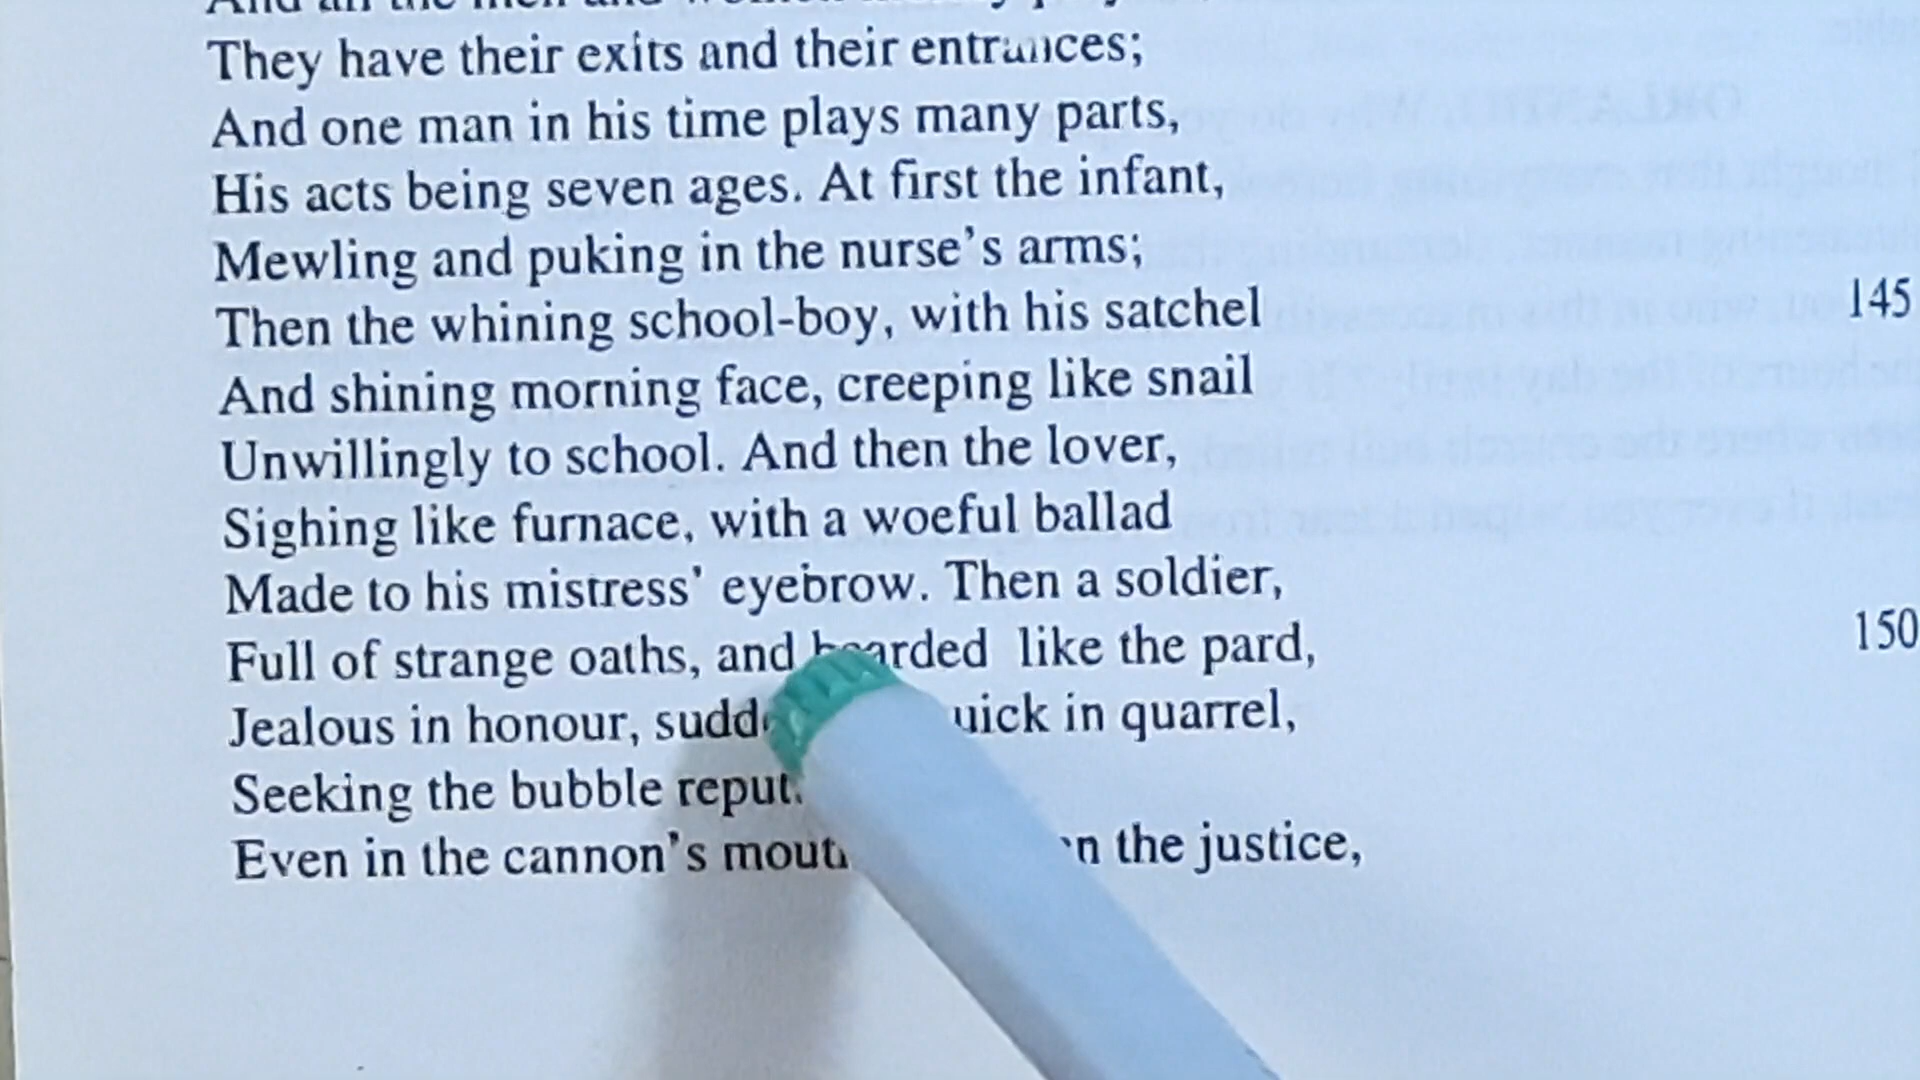 They have their exits and their entrances;
And one man in his time plays many parts,
His acts being seven ages. At first the infant,
Mewling and puking in the nurse's arms;
Then the whining school-boy, with his satchel 145
And shining morning face, creeping like snail
Unwillingly to school. And then the lover,
Sighing like furnace, with a woeful ballad
Made to his mistress' eyebrow. Then a soldier,
Full of strange oaths, and bearded like the pard, 150
Jealous in honour, in quarrel,
Seeking the bubble
Even in the cannon's the justice,